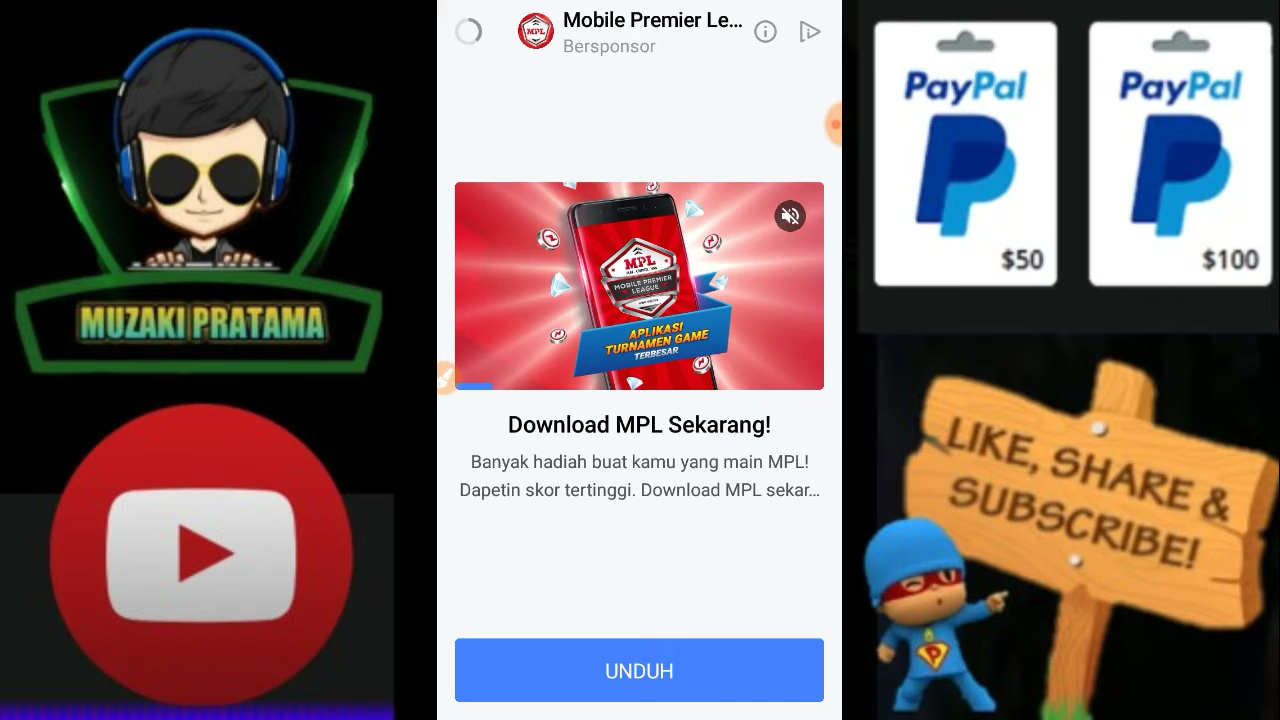 MUZAKI PRATAMA
Mobile Premier Le...
Bersponsor
MPL
MPL
MOBILE PREMIER
LEAGUE
APLIKASI
TURNAMEN GAME
TERBESAR
Download MPL Sekarang!
Banyak hadiah buat kamu yang main MPL!
Dapetin skor tertinggi. Download MPL sekar...
UNDUH
PayPal
$50
PayPal
$100
LIKE, SHARE &
SUBSCRIBE!
P